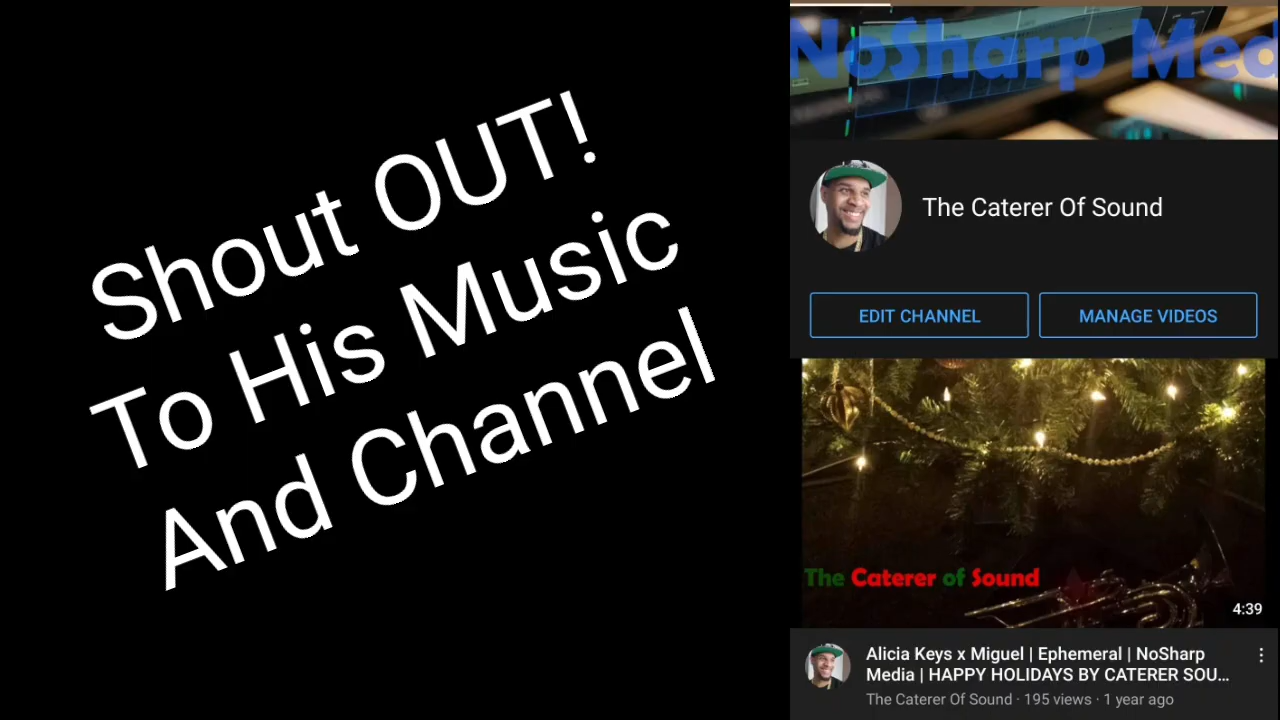 Shout OUT!
To His Music
And Channel
NoSharp Med
The Caterer Of Sound
EDIT CHANNEL
MANAGE VIDEOS
The Caterer of Sound
4:39
Alicia Keys x Miguel | Ephemeral | NoSharp
Media | HAPPY HOLIDAYS BY CATERER SOU...
The Caterer Of Sound · 195 views · 1 year ago